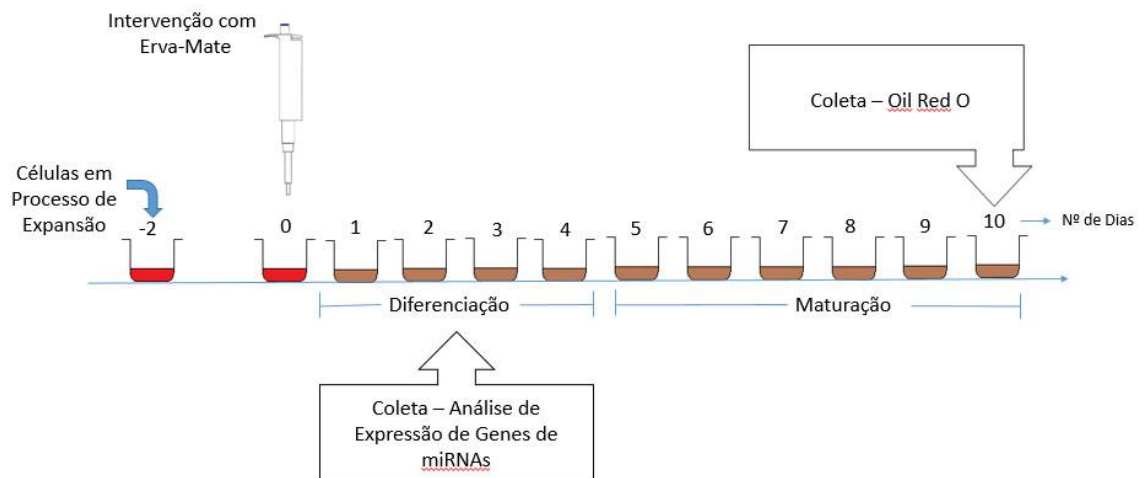 Intervenção com
Erva-Mate
Coleta – Oil Red O
Células em
Processo de
Expansão
-2
0
1
2
3
4
5
6
7
8
9
10
Nº de Dias
Diferenciação
Maturação
Coleta – Análise de
Expressão de Genes de
miRNAs